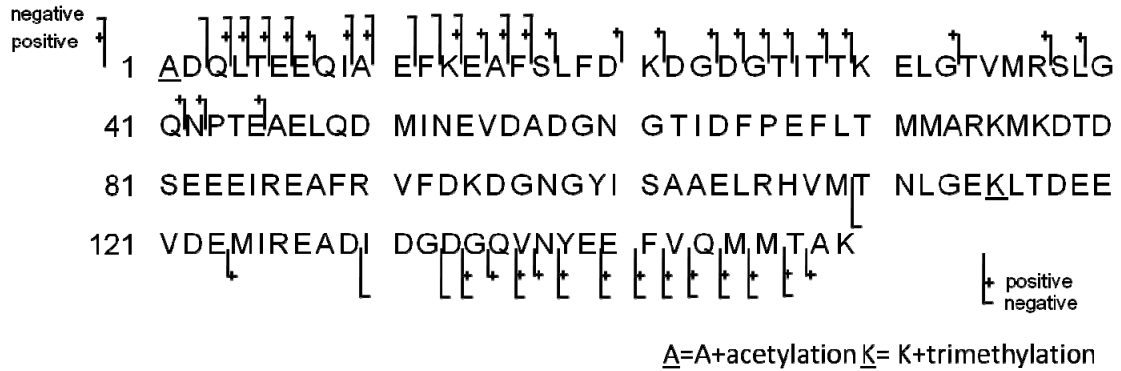 negative
positive
1 ADQLTEEQIA EFKEAFSLFD KDGDGTITTK ELGTVMRSLG
41 QNPTEAELQD MINEVDADGN GTIDFPEFLT MMARKMKDTD
81 SEEEIREAFR VFDKDGNGYI SAAELRHVMT NLGEKLTDEE
121 VDEMIREADI DGDGQVNYEE FVQMMTAK
positive
negative
A=A+acetylation K= K+trimethylation